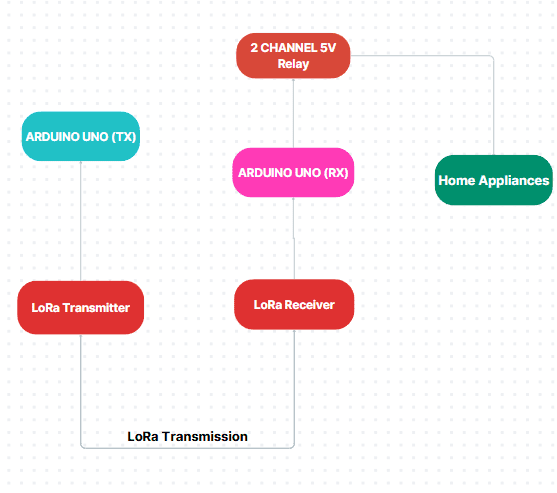 2 CHANNEL 5V
Relay
ARDUINO UNO (TX)
ARDUINO UNO (RX)
Home Appliances
LoRa Transmitter
LoRa Receiver
LoRa Transmission